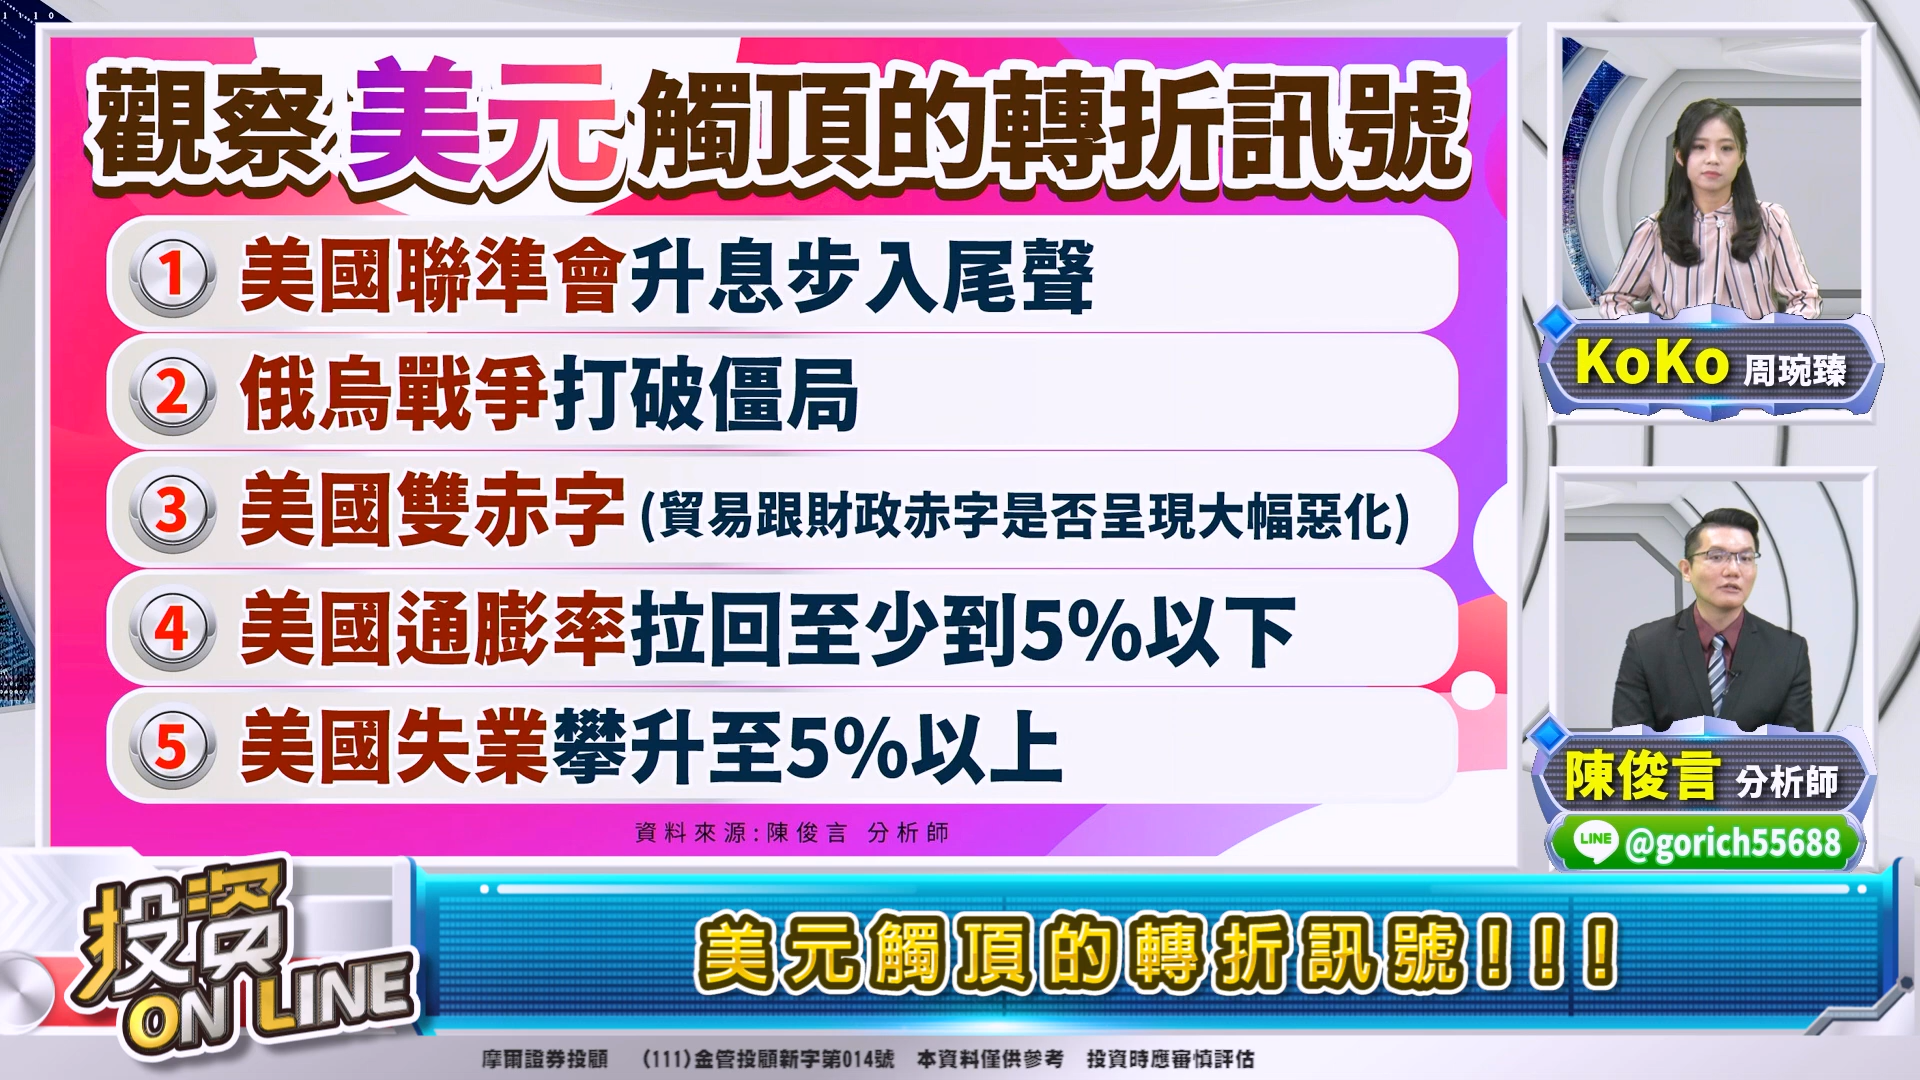 觀察美元觸頂的轉折訊號
1 美國聯準會升息步入尾聲
2 俄烏戰爭打破僵局
3 美國雙赤字(貿易跟財政赤字是否呈現大幅惡化)
4 美國通膨率拉回至少到5%以下
5 美國失業攀升至5%以上
資料來源:陳俊言 分析師
KoKo 周琬臻
陳俊言 分析師
LINE @gorich55688
投資
ON LINE
美元觸頂的轉折訊號!!!
摩爾證券投顧 (111)金管投顧新字第014號 本資料僅供參考 投資時應審慎評估